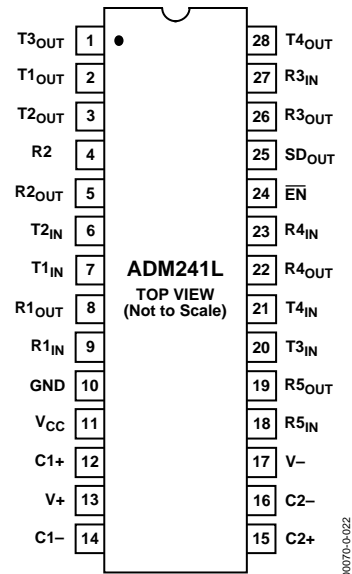 T3OUT 1
T1OUT 2
T2OUT 3
R2 4
R2OUT 5
T2IN 6
T1IN 7
R1OUT 8
R1IN 9
GND 10
VCC 11
C1+ 12
V+ 13
C1– 14
ADM241L
TOP VIEW
(Not to Scale)
28 T4OUT
27 R3IN
26 R3OUT
25 SDOUT
24 EN
23 R4IN
22 R4OUT
21 T4IN
20 T3IN
19 R5OUT
18 R5IN
17 V–
16 C2–
15 C2+
00070-0-022